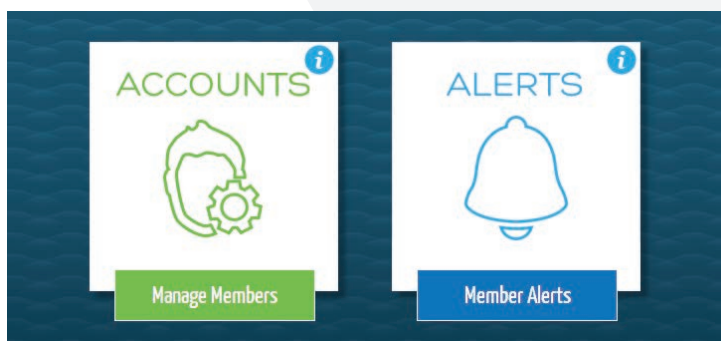 ACCOUNTS
i
Manage Members
ALERTS
i
Member Alerts